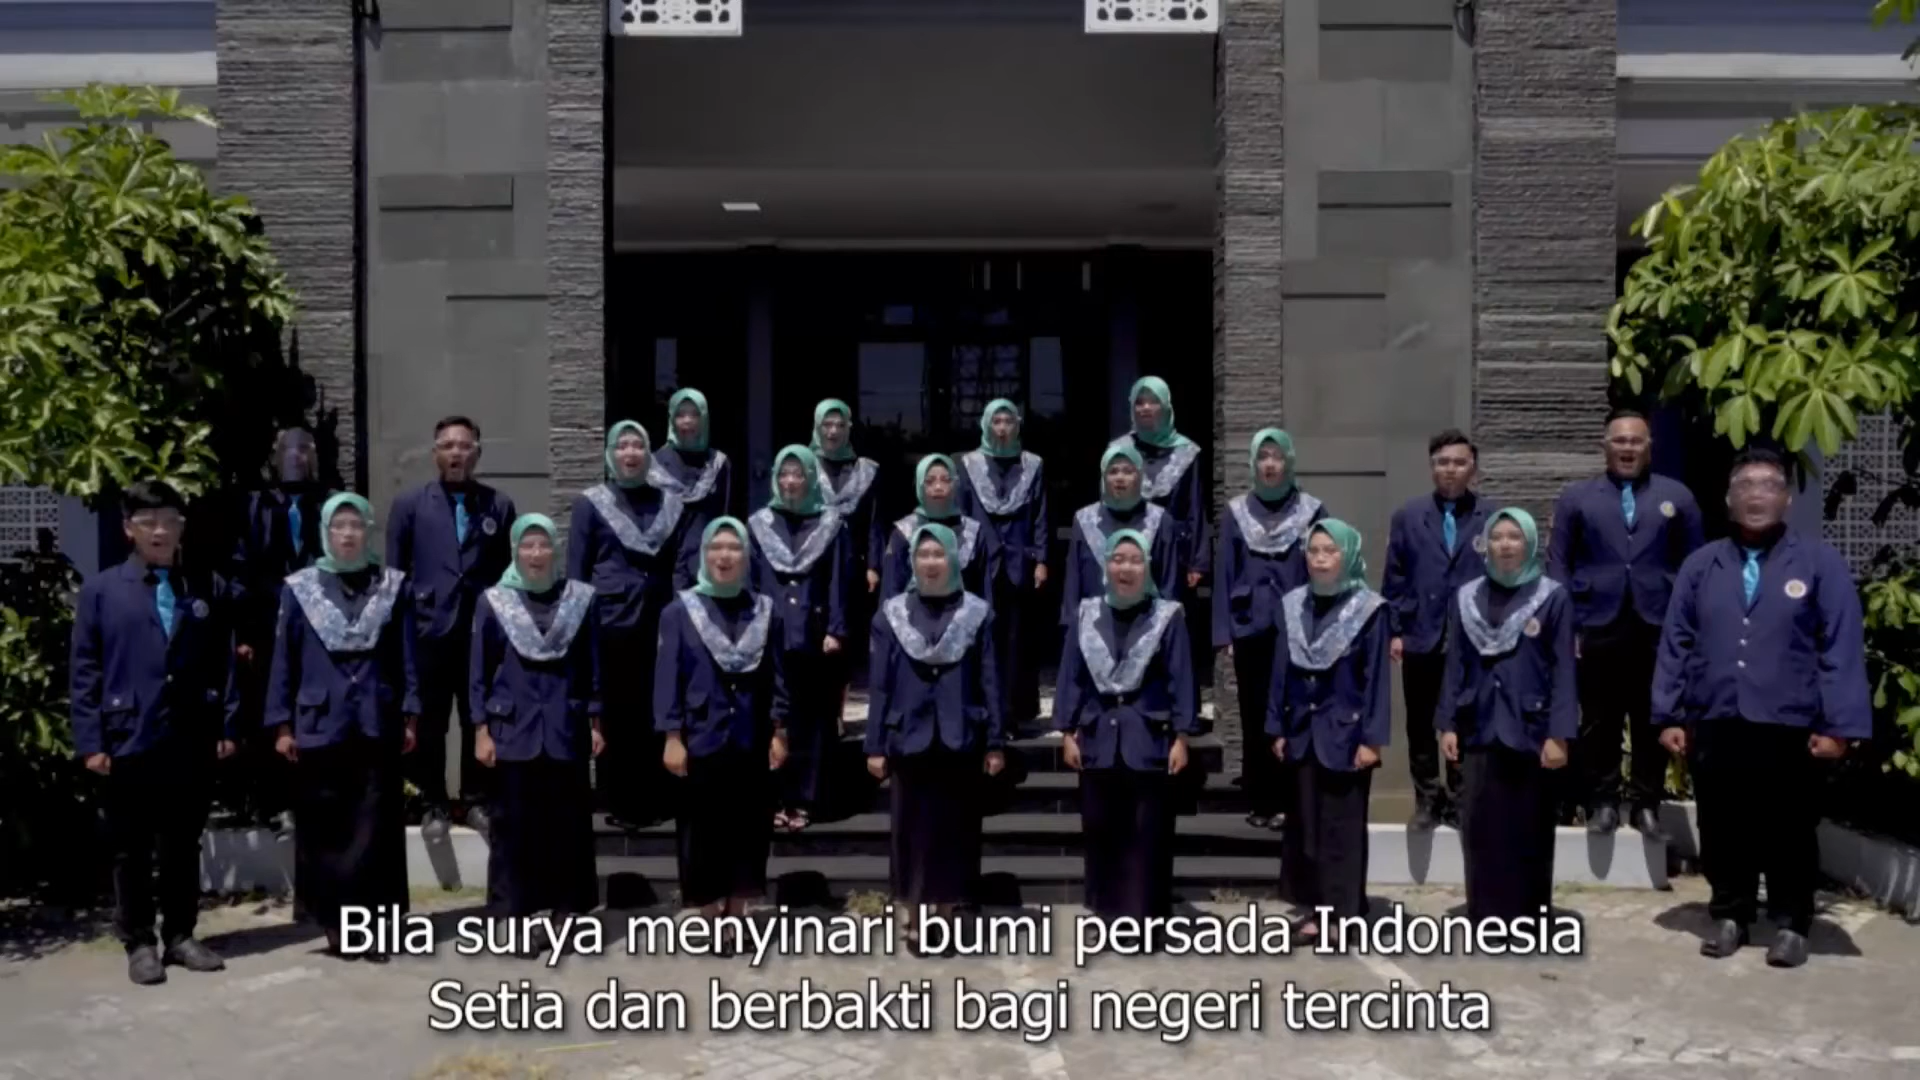 Bila surya menyinari bumi persada Indonesia
Setia dan berbakti bagi negeri tercinta